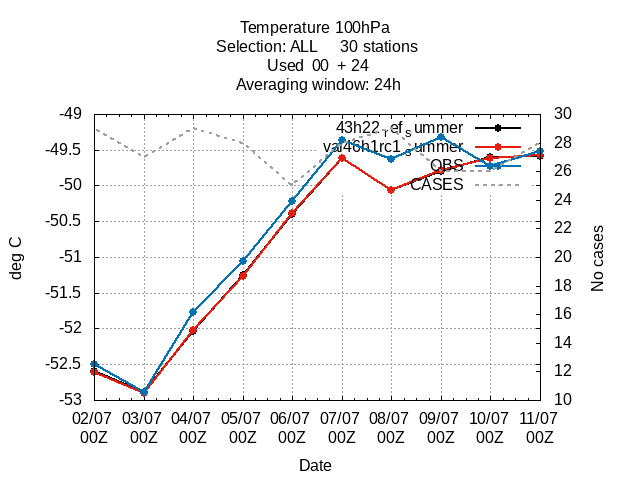 Temperature 100hPa
Selection: ALL 30 stations
Used 00 + 24
Averaging window: 24h
-49
-49.5
-50
-50.5
-51
-51.5
-52
-52.5
-53
deg C
30
28
26
24
22
20
18
16
14
12
10
No cases
OBS
CASES
02/07 03/07 04/07 05/07 06/07 07/07 08/07 09/07 10/07 11/07
00Z 00Z 00Z 00Z 00Z 00Z 00Z 00Z 00Z 00Z
Date